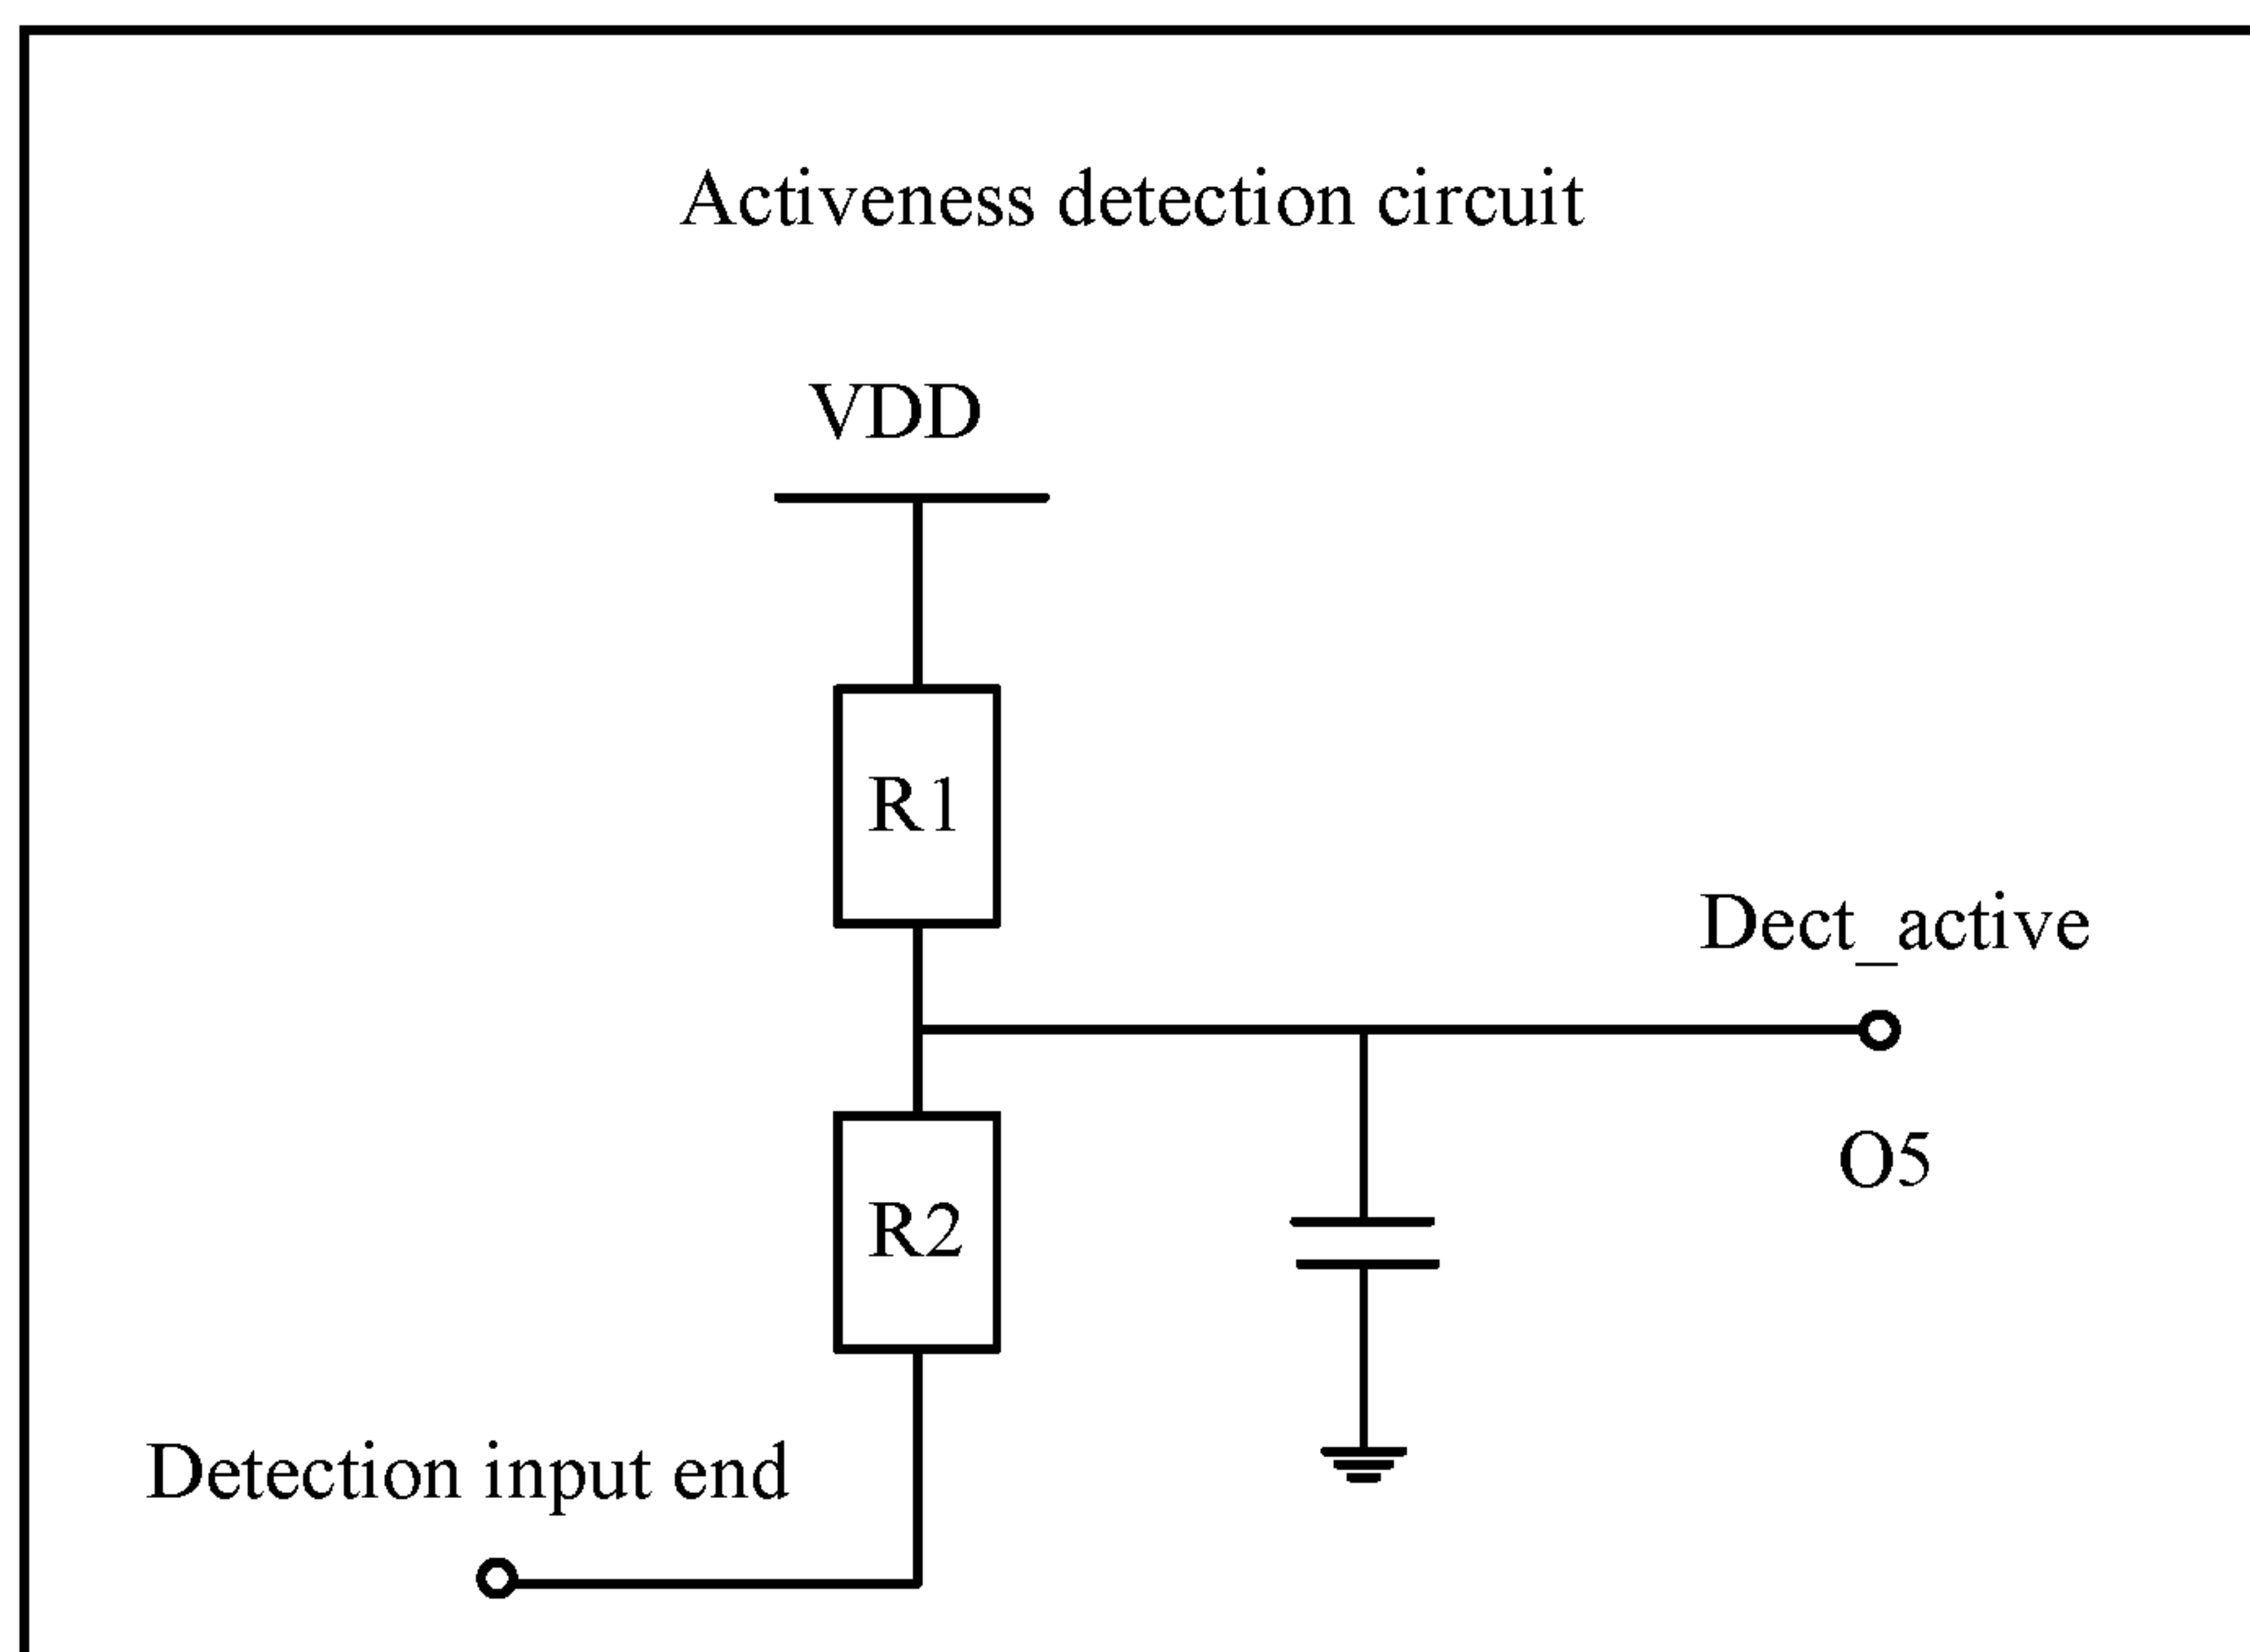 Activeness detection circuit
VDD
R1
Dect_active
O5
R2
Detection input end